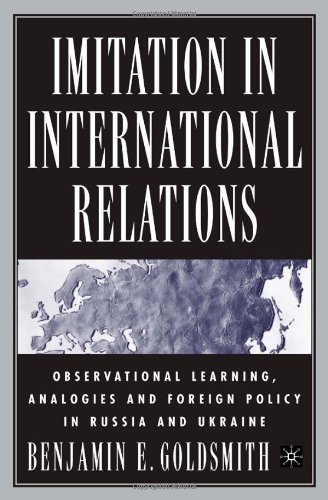 IMITATION IN
INTERNATIONAL
RELATIONS
OBSERVATIONAL LEARNING,
ANALOGIES AND FOREIGN POLICY
IN RUSSIA AND UKRAINE
BENJAMIN E. GOLDSMITH